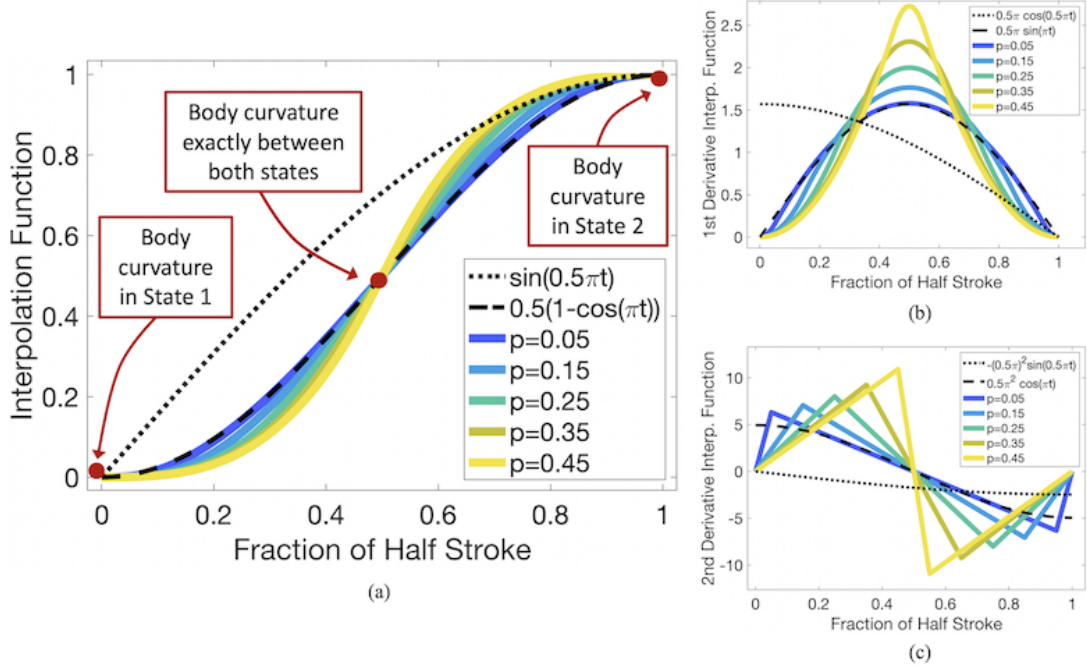 Interpolation Function
1
0.8
0.6
0.4
0.2
0
Body curvature
exactly between
both states
Body
curvature
in State 1
Body
curvature
in State 2
sin(0.5πt)
0.5(1-cos(πt))
p=0.05
p=0.15
p=0.25
p=0.35
p=0.45
0 0.2 0.4 0.6 0.8 1
Fraction of Half Stroke
(a)
1st Derivative Interp. Function
2.5
2
1.5
1
0.5
0
0.5π cos(0.5πt)
0.5π sin(πt)
p=0.05
p=0.15
p=0.25
p=0.35
p=0.45
0 0.2 0.4 0.6 0.8 1
Fraction of Half Stroke
(b)
2nd Derivative Interp. Function
10
5
0
-5
-10
-(0.5π)²sin(0.5πt)
0.5π² cos(πt)
p=0.05
p=0.15
p=0.25
p=0.35
p=0.45
0 0.2 0.4 0.6 0.8 1
Fraction of Half Stroke
(c)